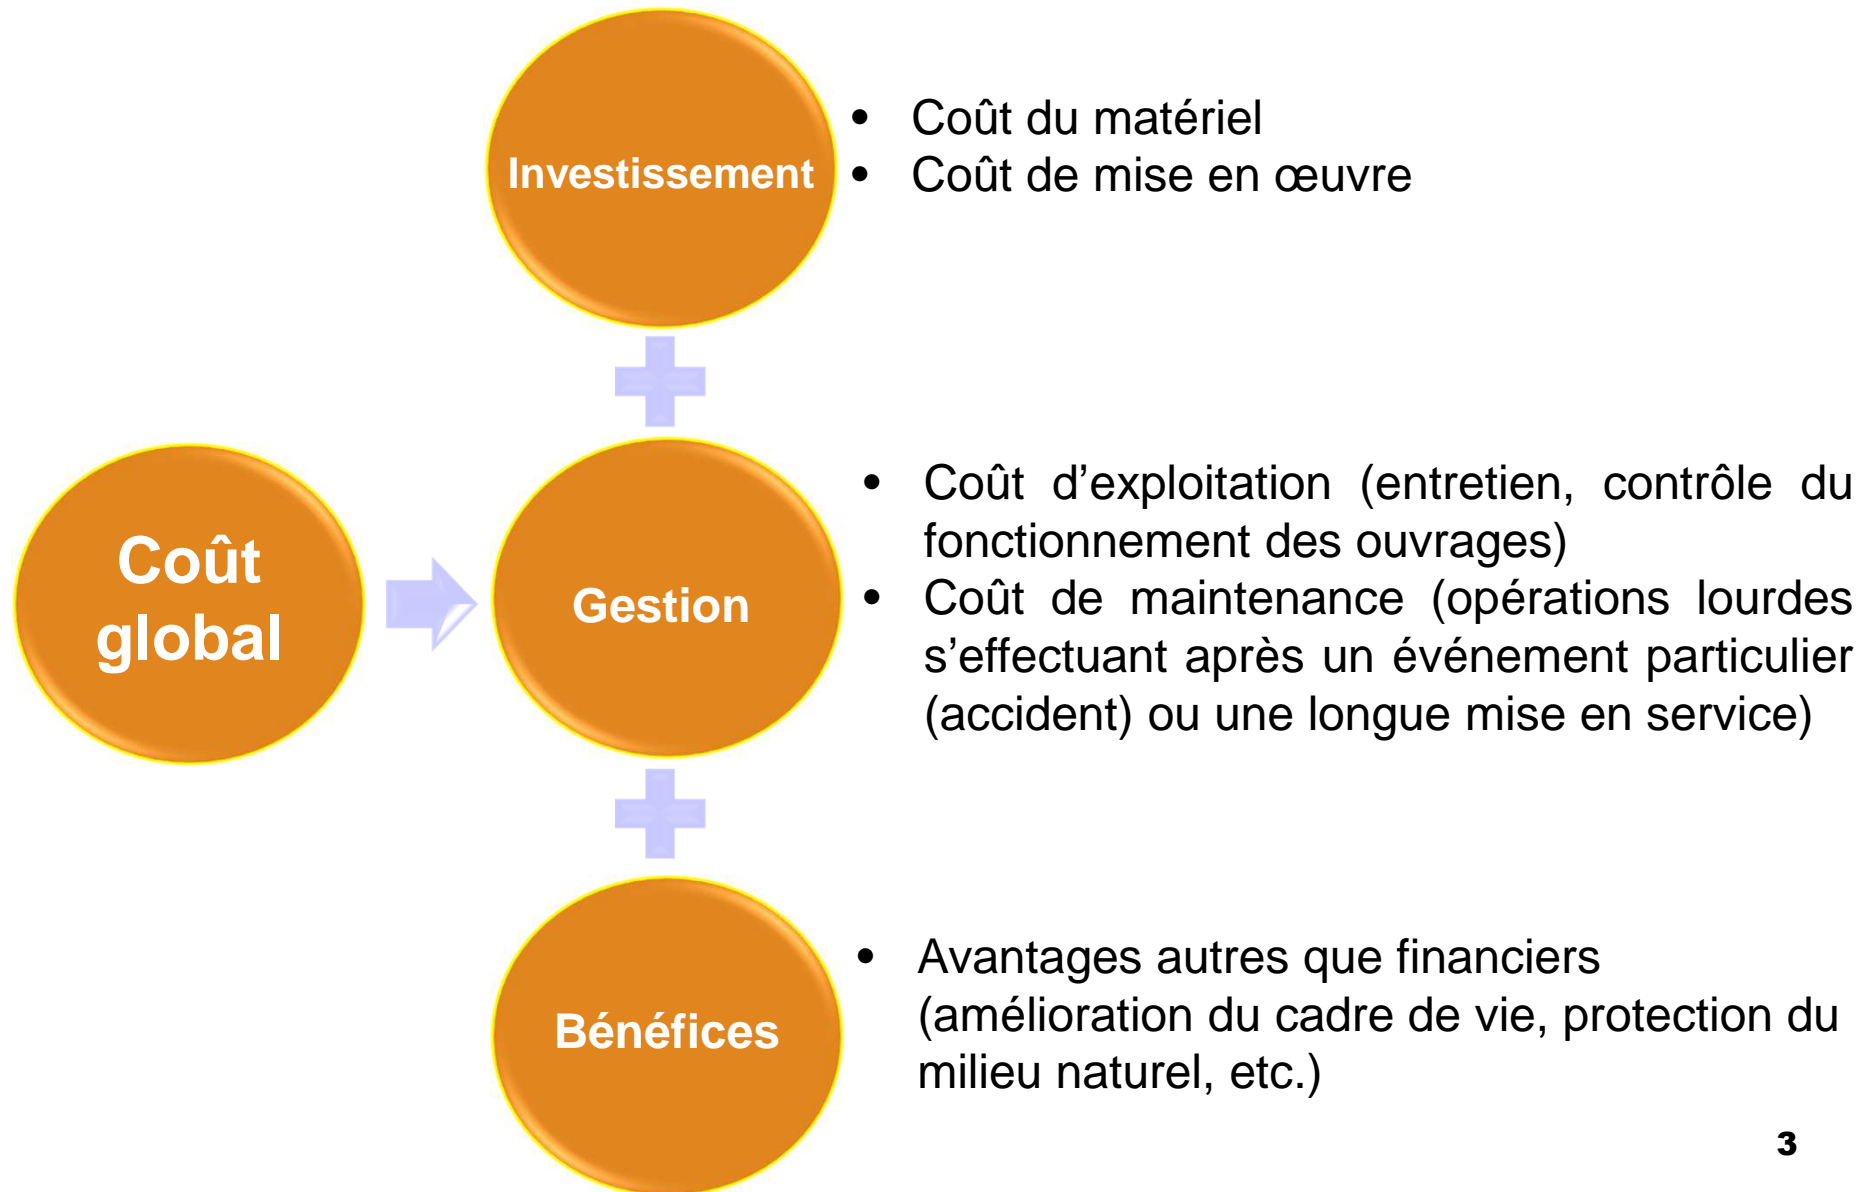 Investissement
• Coût du matériel
• Coût de mise en œuvre
Coût
global
Gestion
• Coût d’exploitation (entretien, contrôle du
fonctionnement des ouvrages)
• Coût de maintenance (opérations lourdes
s’effectuant après un événement particulier
(accident) ou une longue mise en service)
Bénéfices
• Avantages autres que financiers
(amélioration du cadre de vie, protection du
milieu naturel, etc.)
3